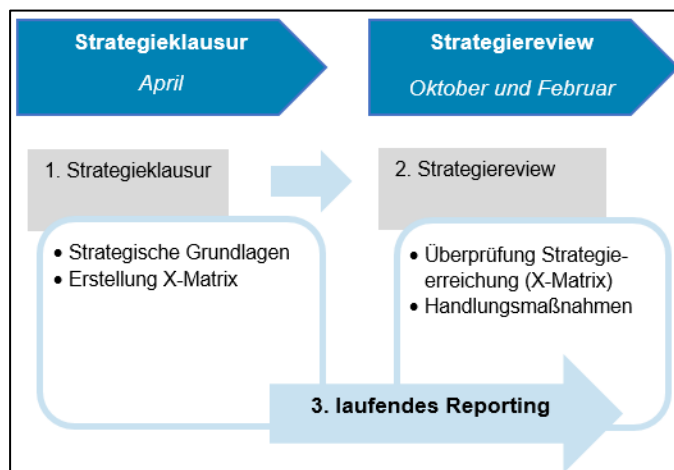 Strategieklausur
April
Strategiereview
Oktober und Februar
1. Strategieklausur
• Strategische Grundlagen
• Erstellung X-Matrix
2. Strategiereview
• Überprüfung Strategie-
erreichung (X-Matrix)
• Handlungsmaßnahmen
3. laufendes Reporting